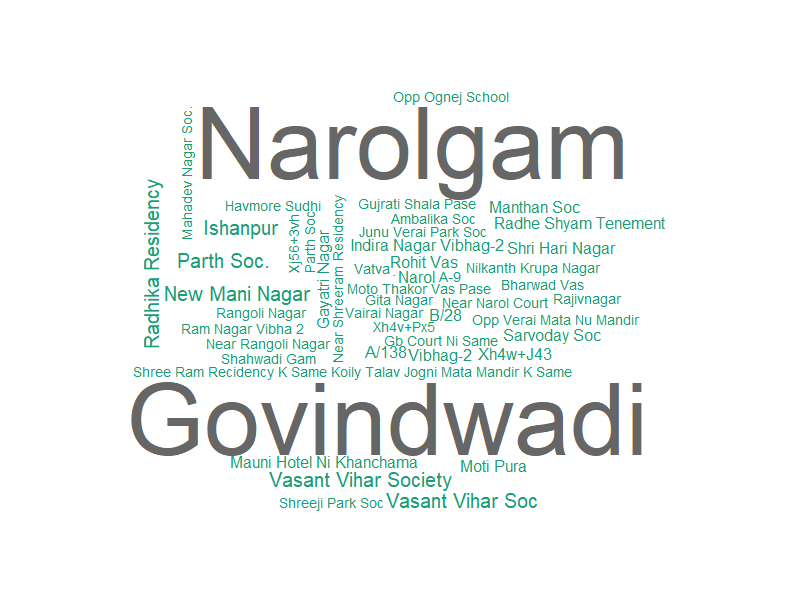 Opp Ognej School
Narolgam
Mahadev Nagar Soc.
Radhika Residency
Havmore Sudhi
Gujrati Shala Pase
Manthan Soc
Ishanpur
Xj56+3vh
Parth Soc
Near Shreeram Residency
Ambalika Soc
Radhe Shyam Tenement
Junu Verai Park Soc
Gayatri Nagar
Indira Nagar Vibhag-2
Shri Hari Nagar
Parth Soc.
Vatva
Rohit Vas
Nilkanth Krupa Nagar
Narol A-9
Bharwad Vas
New Mani Nagar
Moto Thakor Vas Pase
Gita Nagar
Near Narol Court
Rajivnagar
Rangoli Nagar
Vairai Nagar
B/28
Opp Verai Mata Nu Mandir
Ram Nagar Vibha 2
Xh4v+Px5
Near Rangoli Nagar
Gb Court Ni Same
Sarvoday Soc
Shahwadi Gam
A/138
Vibhag-2
Xh4w+J43
Shree Ram Recidency K Same Koily Talav Jogni Mata Mandir K Same
Govindwadi
Mauni Hotel Ni Khanchama
Moti Pura
Vasant Vihar Society
Shreeji Park Soc
Vasant Vihar Soc